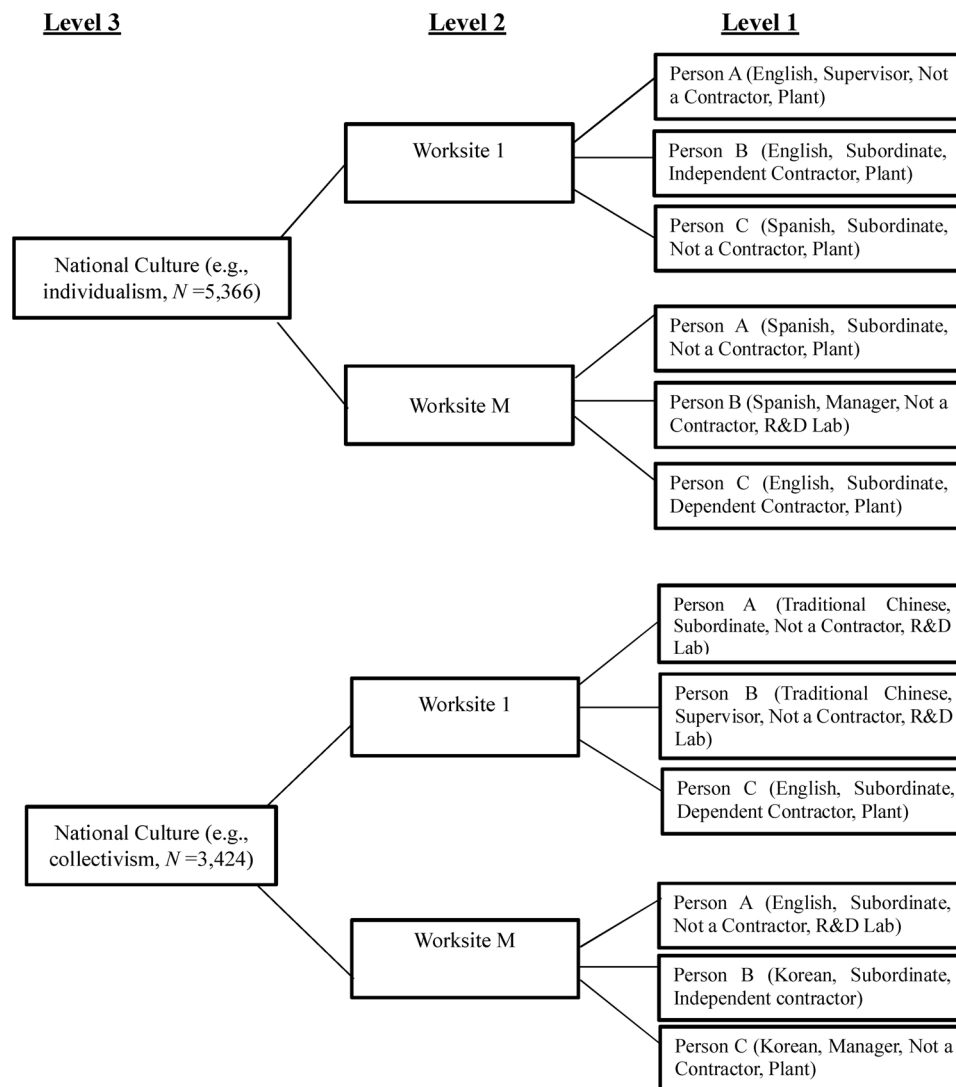 Level 3 Level 2 Level 1
Person A (English, Supervisor, Not
a Contractor, Plant)
Worksite 1
Person B (English, Subordinate,
Independent Contractor, Plant)
Person C (Spanish, Subordinate,
Not a Contractor, Plant)
National Culture (e.g.,
individualism, N =5,366)
Person A (Spanish, Subordinate,
Not a Contractor, Plant)
Worksite M
Person B (Spanish, Manager, Not a
Contractor, R&D Lab)
Person C (English, Subordinate,
Dependent Contractor, Plant)
Person A (Traditional Chinese,
Subordinate, Not a Contractor, R&D
Lab)
Worksite 1
Person B (Traditional Chinese,
Supervisor, Not a Contractor, R&D
Lab)
Person C (English, Subordinate,
Dependent Contractor, Plant)
National Culture (e.g.,
collectivism, N =3,424)
Person A (English, Subordinate,
Not a Contractor, R&D Lab)
Worksite M
Person B (Korean, Subordinate,
Independent contractor)
Person C (Korean, Manager, Not a
Contractor, Plant)